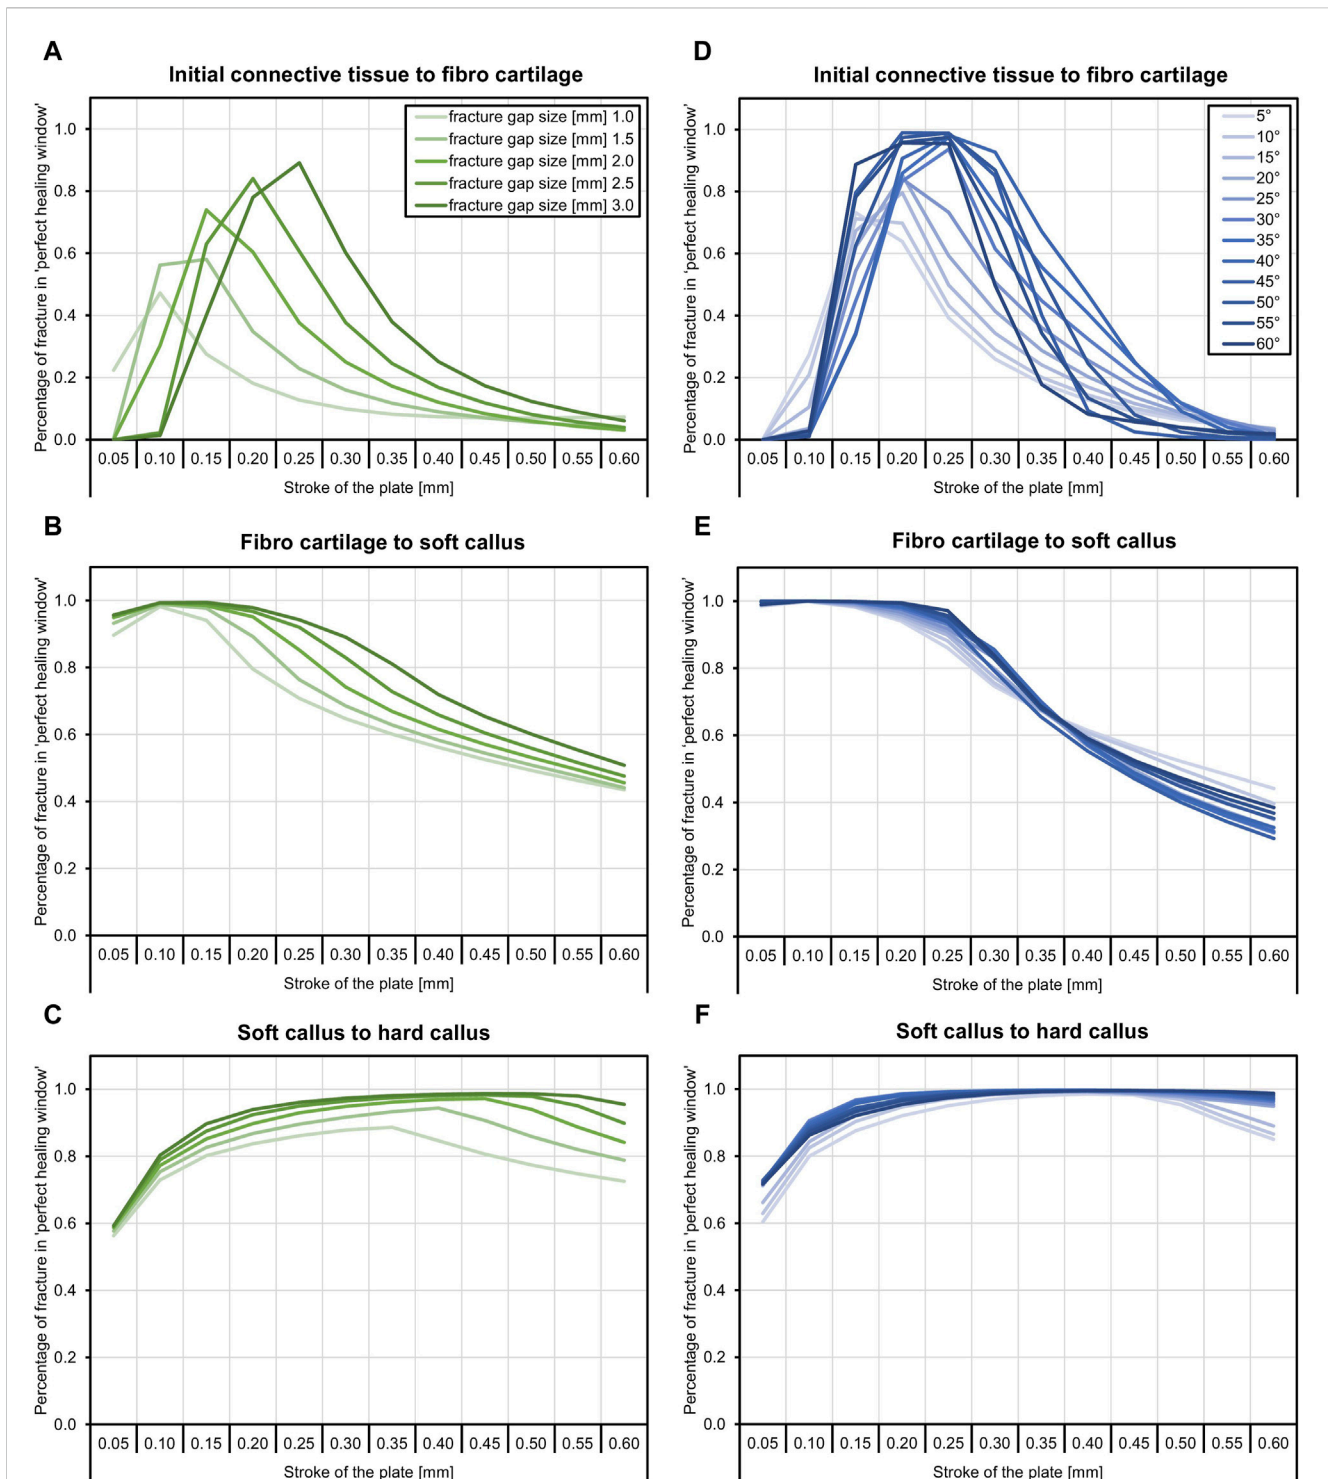 A
Initial connective tissue to fibro cartilage
Percentage of fracture in 'perfect healing window'
1.0
0.8
0.6
0.4
0.2
0.0
fracture gap size [mm] 1.0
fracture gap size [mm] 1.5
fracture gap size [mm] 2.0
fracture gap size [mm] 2.5
fracture gap size [mm] 3.0
0.05 0.10 0.15 0.20 0.25 0.30 0.35 0.40 0.45 0.50 0.55 0.60
Stroke of the plate [mm]
B
Fibro cartilage to soft callus
Percentage of fracture in 'perfect healing window'
1.0
0.8
0.6
0.4
0.2
0.0
0.05 0.10 0.15 0.20 0.25 0.30 0.35 0.40 0.45 0.50 0.55 0.60
Stroke of the plate [mm]
C
Soft callus to hard callus
Percentage of fracture in 'perfect healing window'
1.0
0.8
0.6
0.4
0.2
0.0
0.05 0.10 0.15 0.20 0.25 0.30 0.35 0.40 0.45 0.50 0.55 0.60
Stroke of the plate [mm]
D
Initial connective tissue to fibro cartilage
Percentage of fracture in 'perfect healing window'
1.0
0.8
0.6
0.4
0.2
0.0
5°
10°
15°
20°
25°
30°
35°
40°
45°
50°
55°
60°
0.05 0.10 0.15 0.20 0.25 0.30 0.35 0.40 0.45 0.50 0.55 0.60
Stroke of the plate [mm]
E
Fibro cartilage to soft callus
Percentage of fracture in 'perfect healing window'
1.0
0.8
0.6
0.4
0.2
0.0
0.05 0.10 0.15 0.20 0.25 0.30 0.35 0.40 0.45 0.50 0.55 0.60
Stroke of the plate [mm]
F
Soft callus to hard callus
Percentage of fracture in 'perfect healing window'
1.0
0.8
0.6
0.4
0.2
0.0
0.05 0.10 0.15 0.20 0.25 0.30 0.35 0.40 0.45 0.50 0.55 0.60
Stroke of the plate [mm]